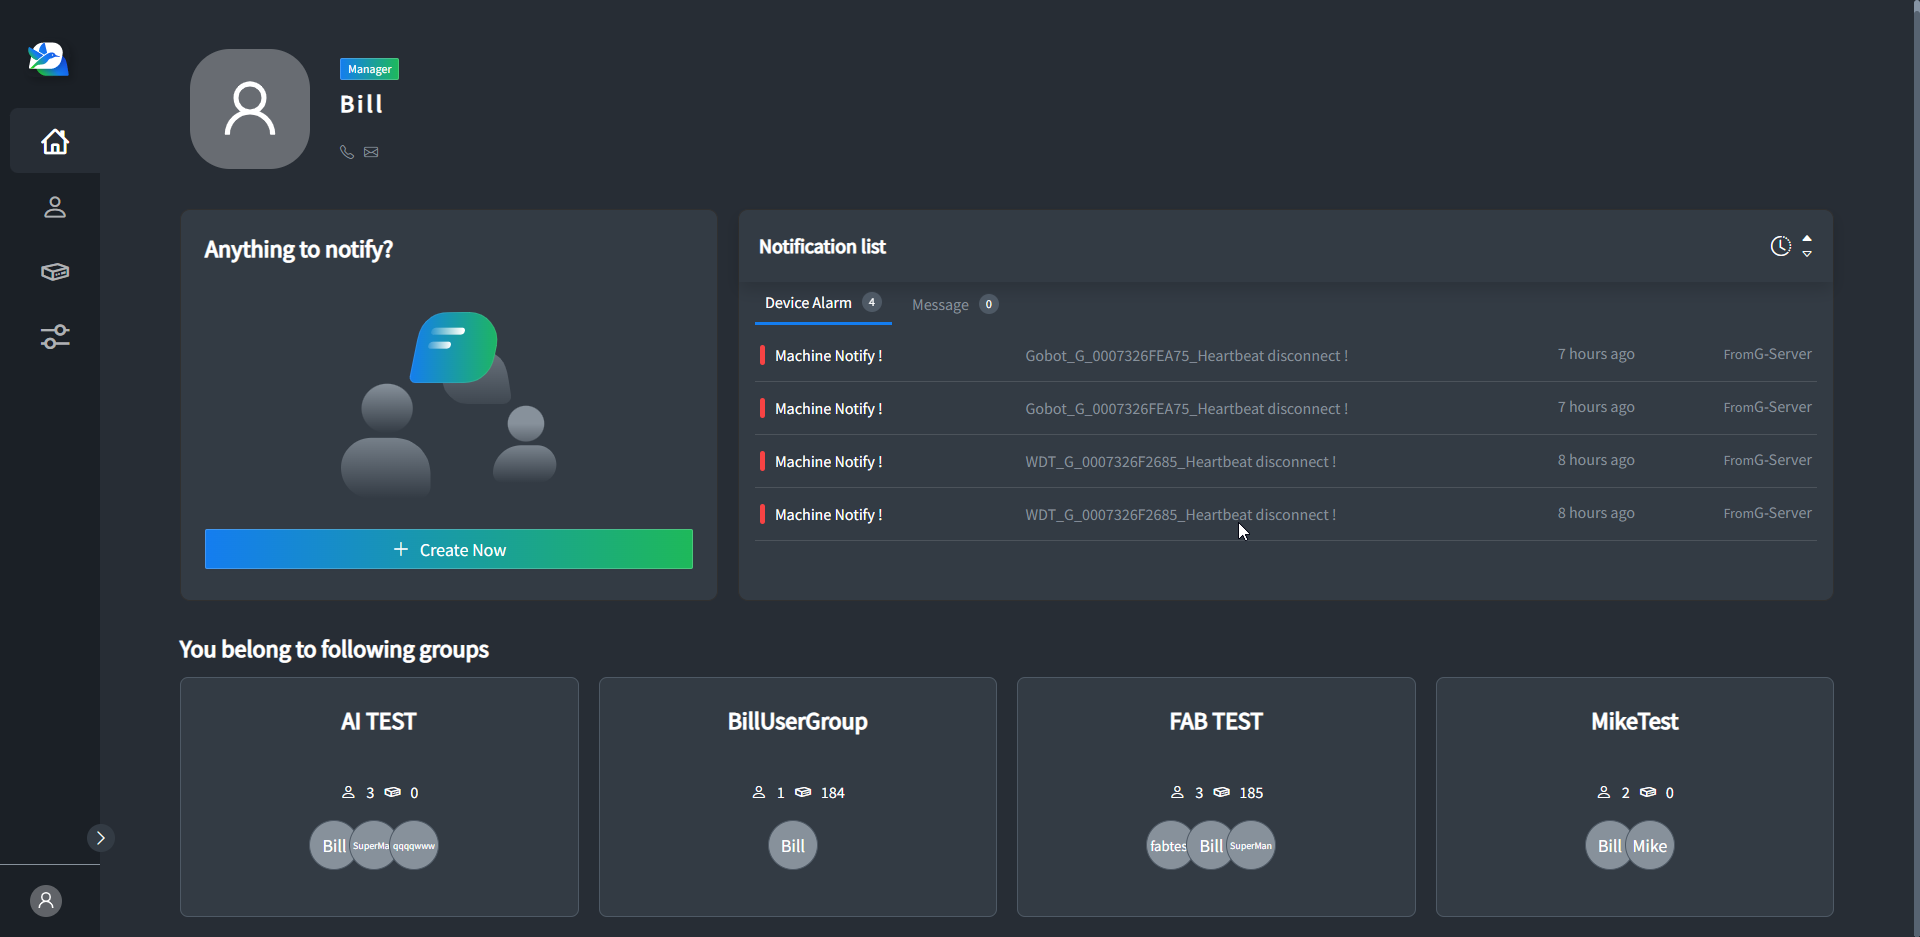 Manager
Bill
Anything to notify?
Create Now
Notification list
Device Alarm 4 Message 0
Machine Notify ! Gobot_G_0007326FEA75_Heartbeat disconnect ! 7 hours ago FromG-Server
Machine Notify ! Gobot_G_0007326FEA75_Heartbeat disconnect ! 7 hours ago FromG-Server
Machine Notify ! WDT_G_0007326F2685_Heartbeat disconnect ! 8 hours ago FromG-Server
Machine Notify ! WDT_G_0007326F2685_Heartbeat disconnect ! 8 hours ago FromG-Server
You belong to following groups
AI TEST
3 0
Bill SuperMa qqqqwww
BillUserGroup
1 184
Bill
FAB TEST
3 185
fabtes Bill SuperMan
MikeTest
2 0
Bill Mike